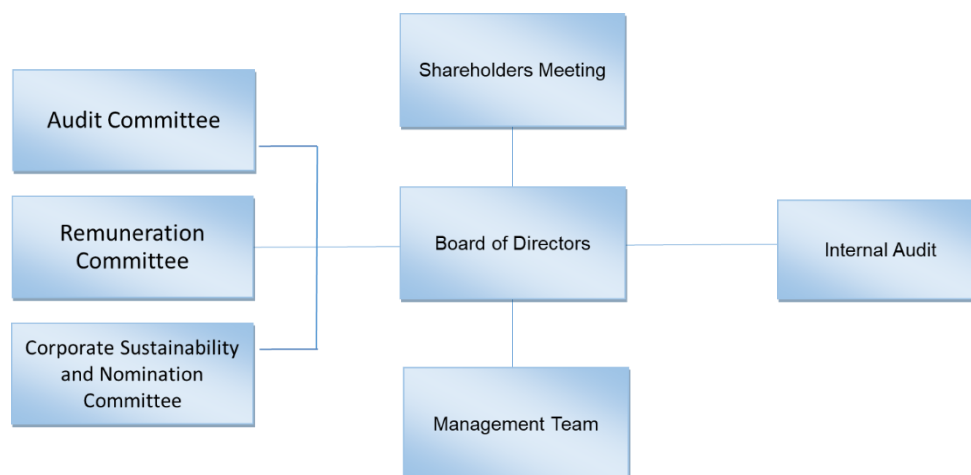 Shareholders Meeting
Audit Committee
Remuneration
Committee
Board of Directors
Internal Audit
Corporate Sustainability
and Nomination
Committee
Management Team